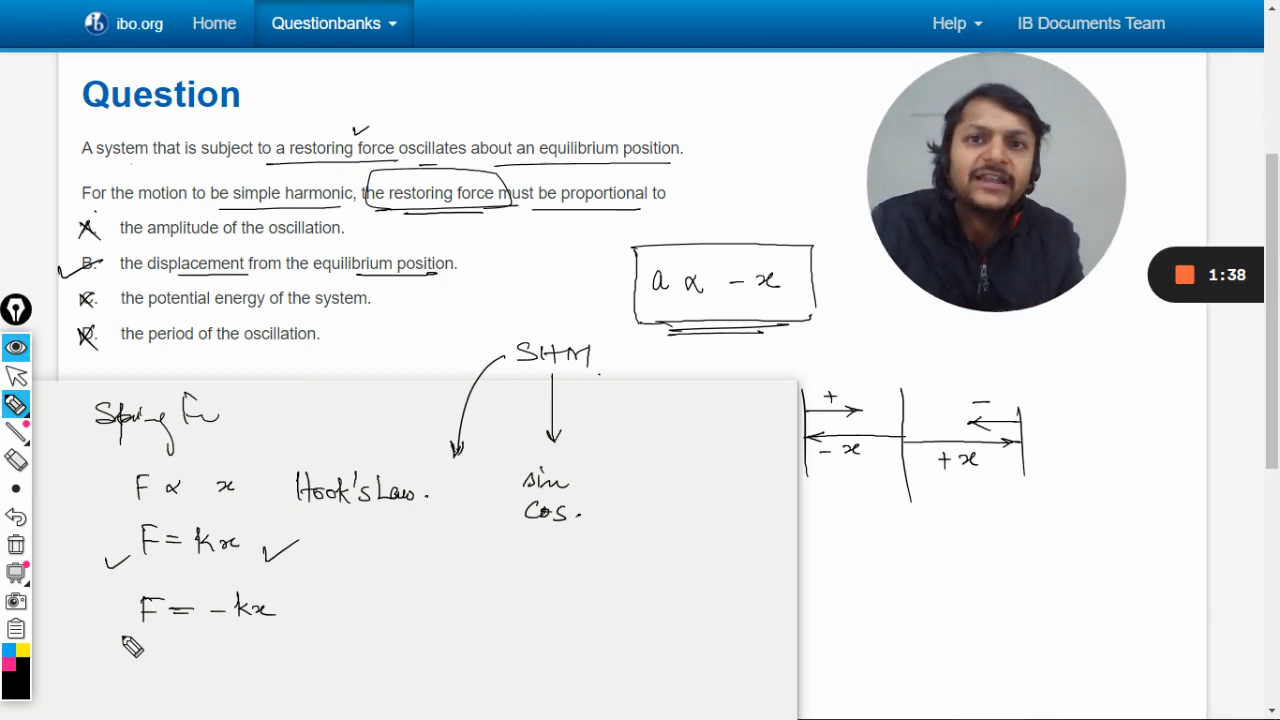 ibo.org Home Questionbanks Help IB Documents Team
Question
A system that is subject to a restoring force oscillates about an equilibrium position.
For the motion to be simple harmonic, the restoring force must be proportional to
A. the amplitude of the oscillation.
B. the displacement from the equilibrium position.
C. the potential energy of the system.
D. the period of the oscillation.
a ∝ - x
1:38
SHM
Spring
F ∝ x Hook's Law.
sin
cos.
F = kx
F = - kx
+
-
- x
+ x